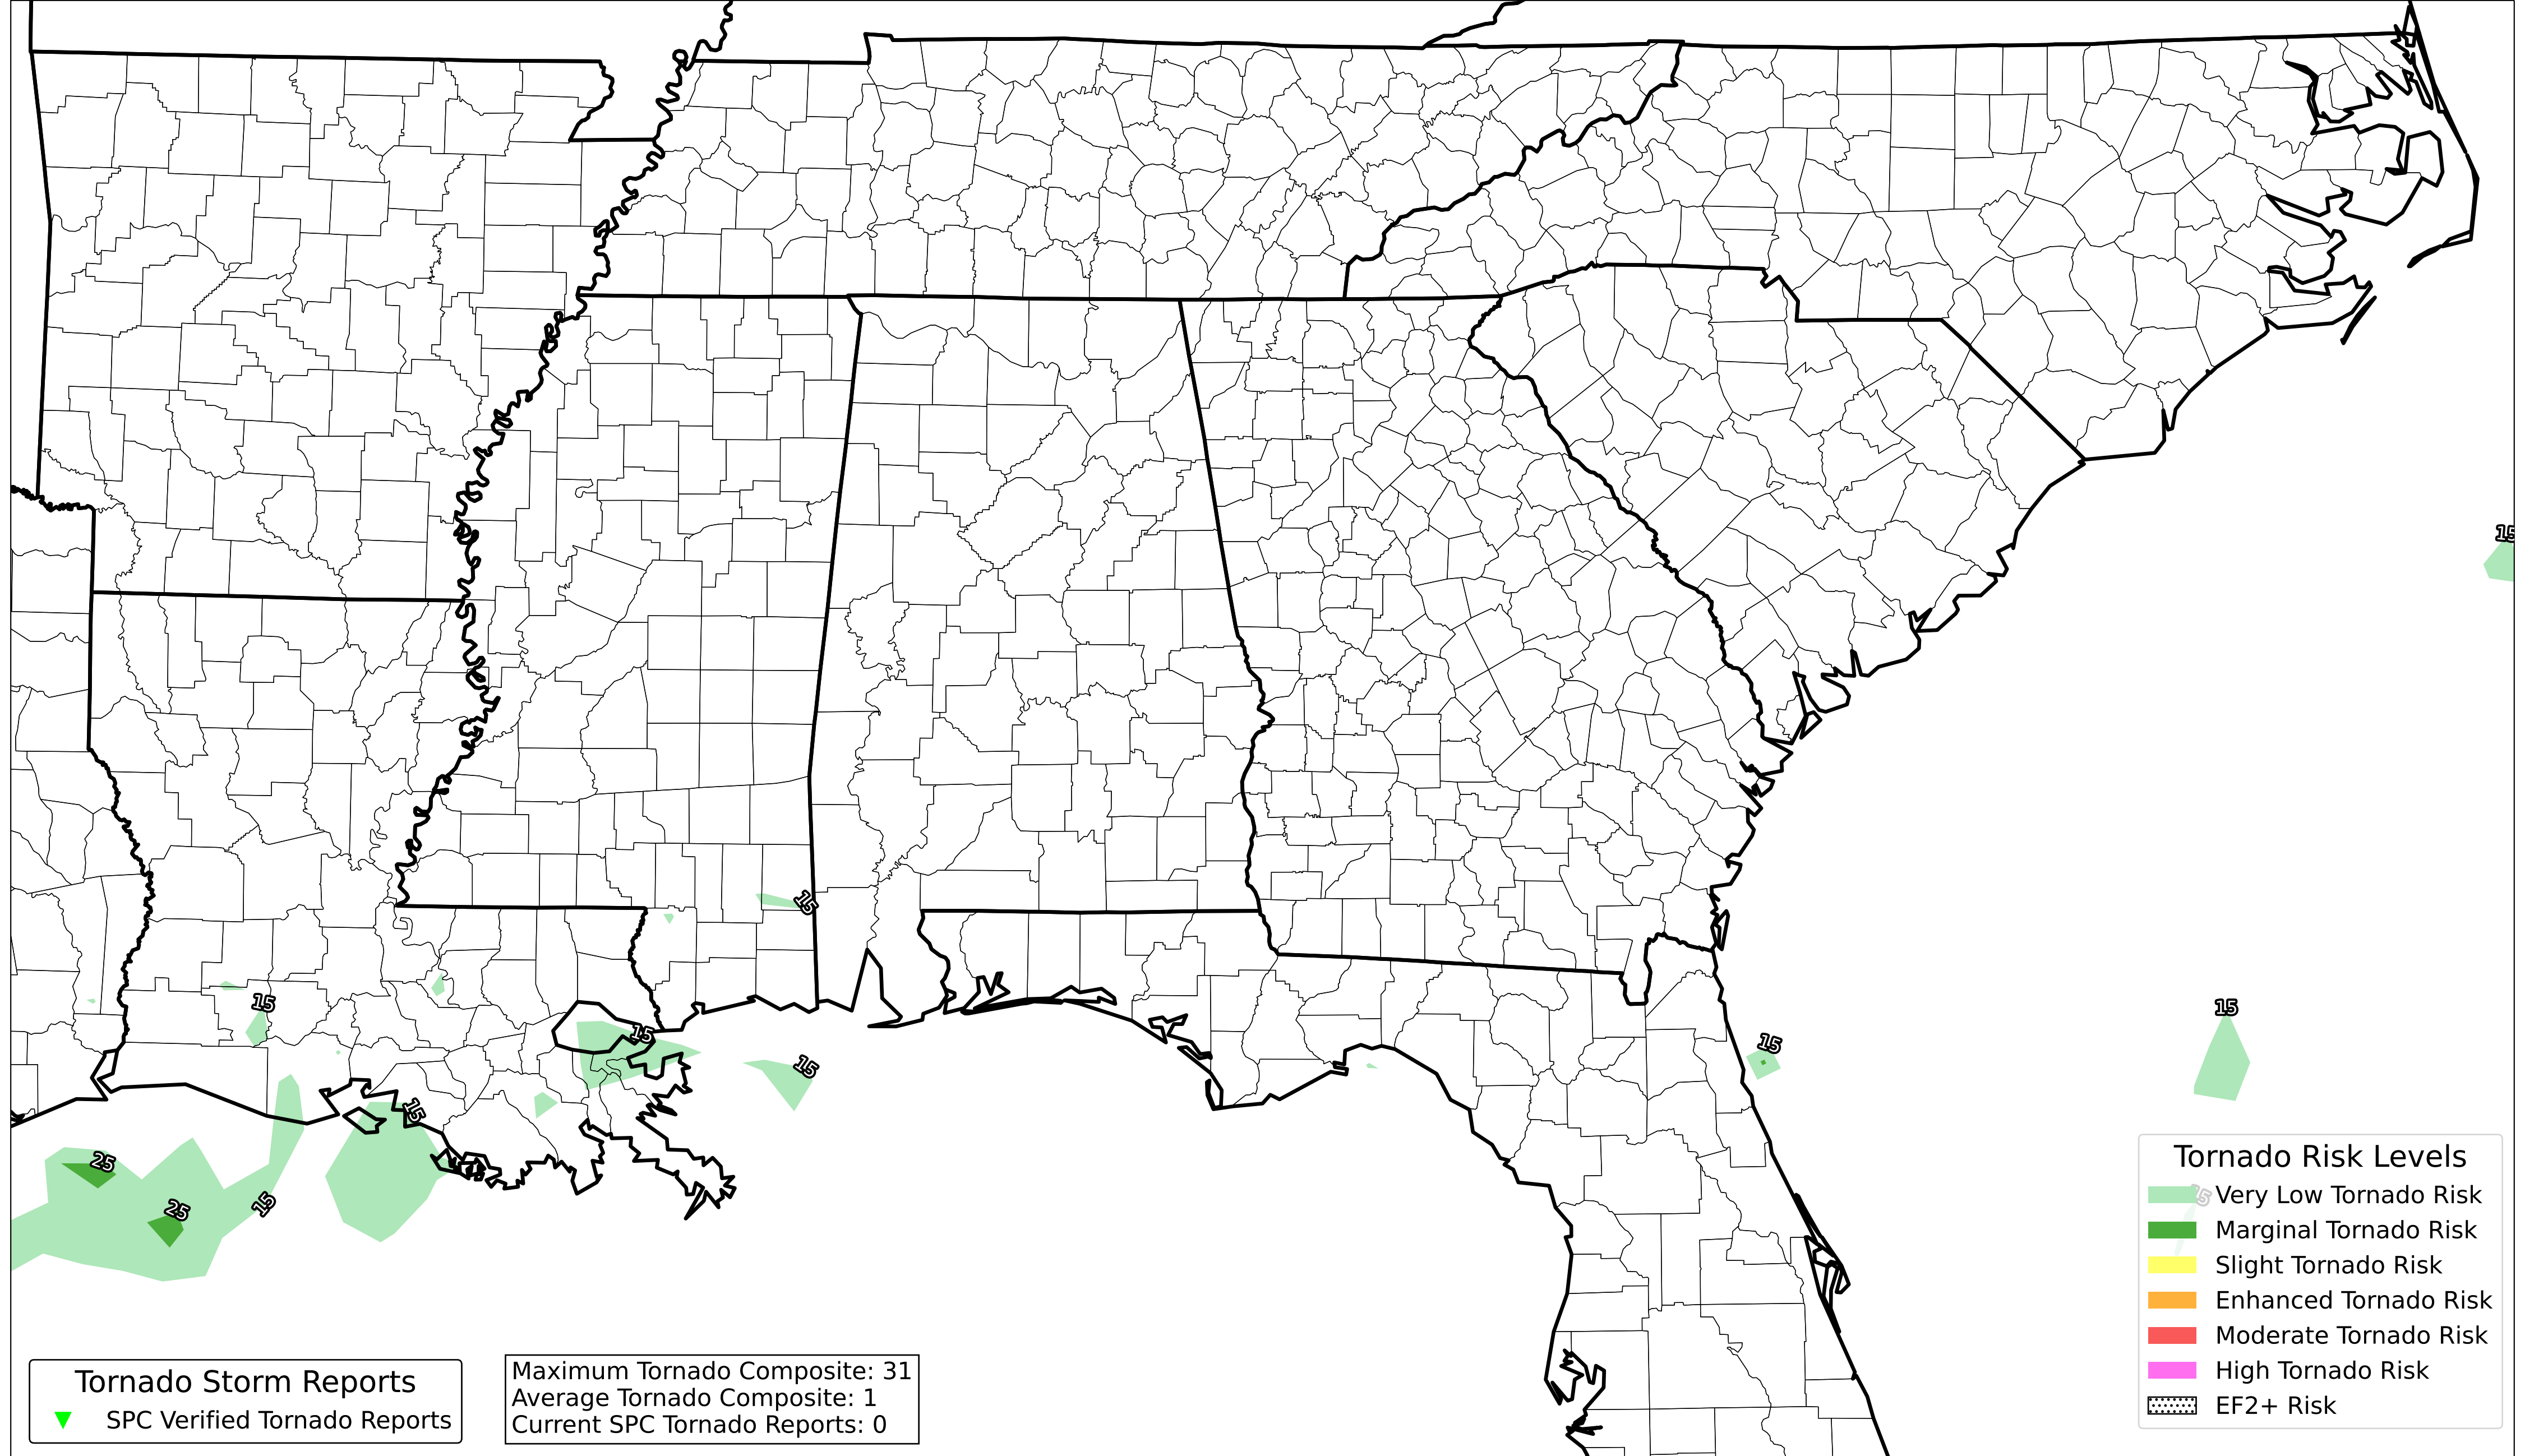 15
15
15
15
15
15
15
15
25
25
15
15
Tornado Risk Levels
Very Low Tornado Risk
Marginal Tornado Risk
Slight Tornado Risk
Enhanced Tornado Risk
Moderate Tornado Risk
High Tornado Risk
EF2+ Risk
Tornado Storm Reports
SPC Verified Tornado Reports
Maximum Tornado Composite: 31
Average Tornado Composite: 1
Current SPC Tornado Reports: 0